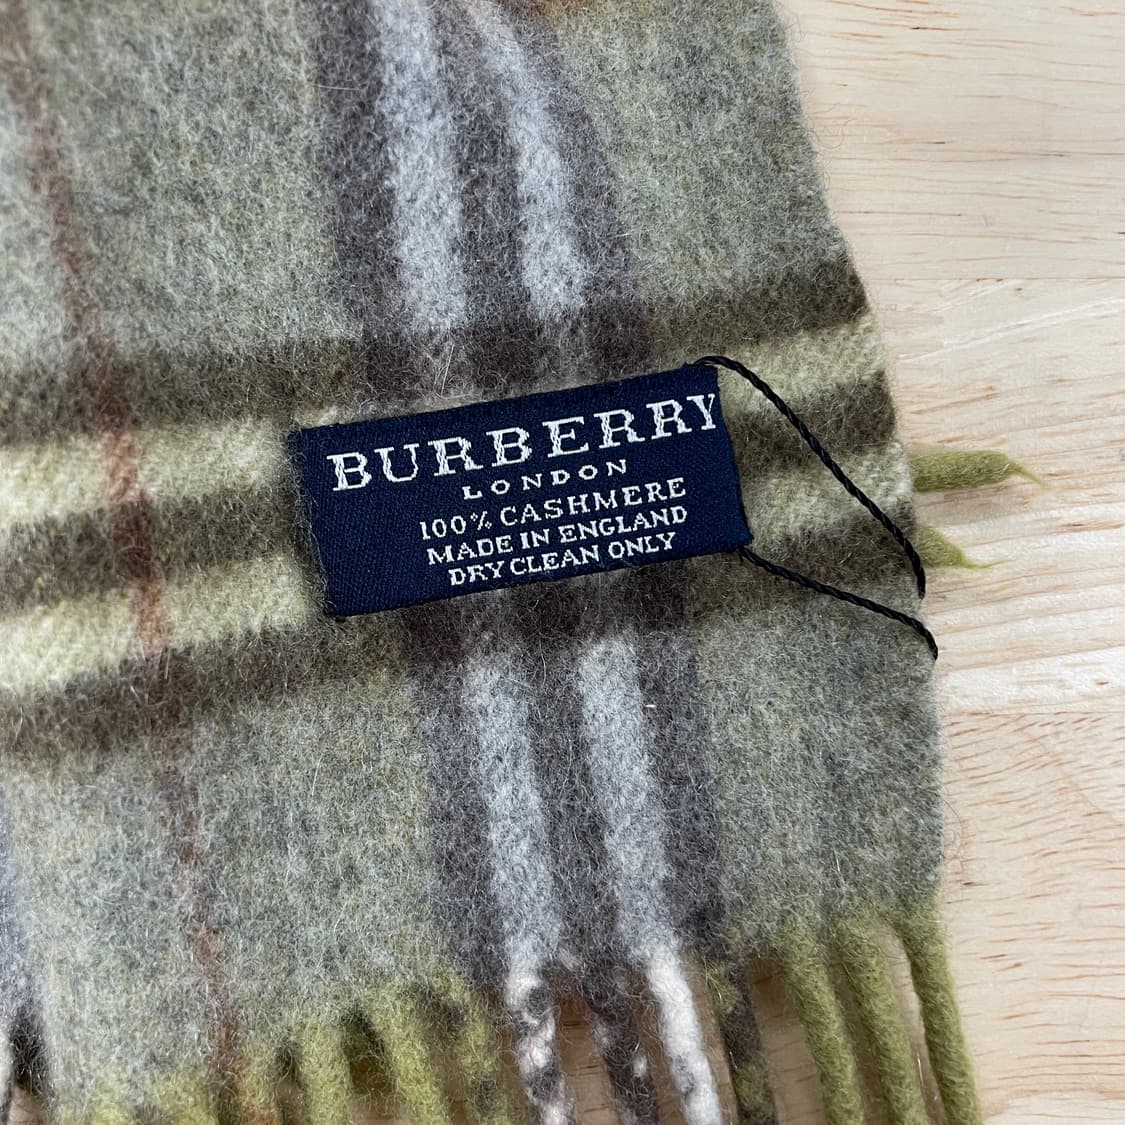 BURBERRY
LONDON
100% CASHMERE
MADE IN ENGLAND
DRY CLEAN ONLY